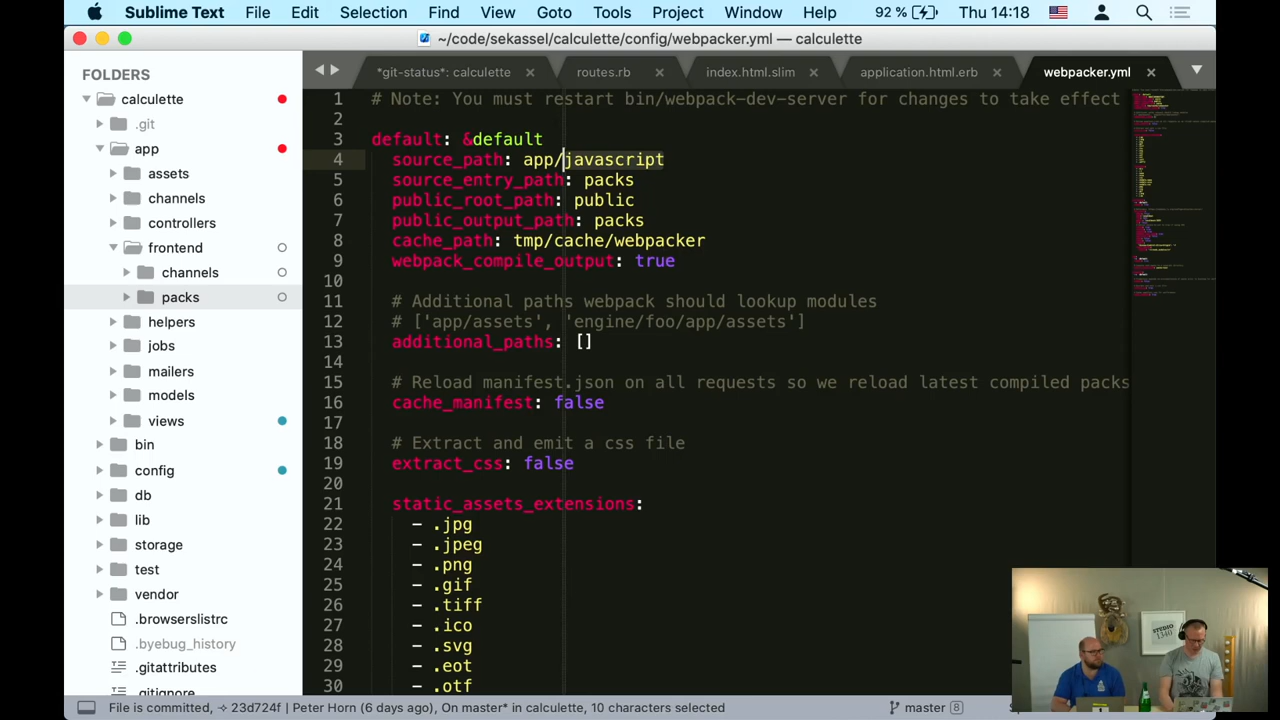 Sublime Text File Edit Selection Find View Goto Tools Project Window Help 92 % Thu 14:18
~/code/sekassel/calculette/config/webpacker.yml — calculette
FOLDERS
calculette
.git
app
assets
channels
controllers
frontend
channels
packs
helpers
jobs
mailers
models
views
bin
config
db
lib
storage
test
vendor
.browserslistrc
.byebug_history
.gitattributes
.gitignore
*git-status*: calculette × routes.rb × index.html.slim × application.html.erb × webpacker.yml ×
1 # Note: You must restart bin/webpack-dev-server for changes to take effect
2
3 default: &default
4 source_path: app/javascript
5 source_entry_path: packs
6 public_root_path: public
7 public_output_path: packs
8 cache_path: tmp/cache/webpacker
9 webpack_compile_output: true
10
11 # Additional paths webpack should lookup modules
12 # ['app/assets', 'engine/foo/app/assets']
13 additional_paths: []
14
15 # Reload manifest.json on all requests so we reload latest compiled packs
16 cache_manifest: false
17
18 # Extract and emit a css file
19 extract_css: false
20
21 static_assets_extensions:
22 - .jpg
23 - .jpeg
24 - .png
25 - .gif
26 - .tiff
27 - .ico
28 - .svg
29 - .eot
30 - .otf
STUDIO
1340
File is committed, → 23d724f | Peter Horn (6 days ago), On master* in calculette, 10 characters selected master 8